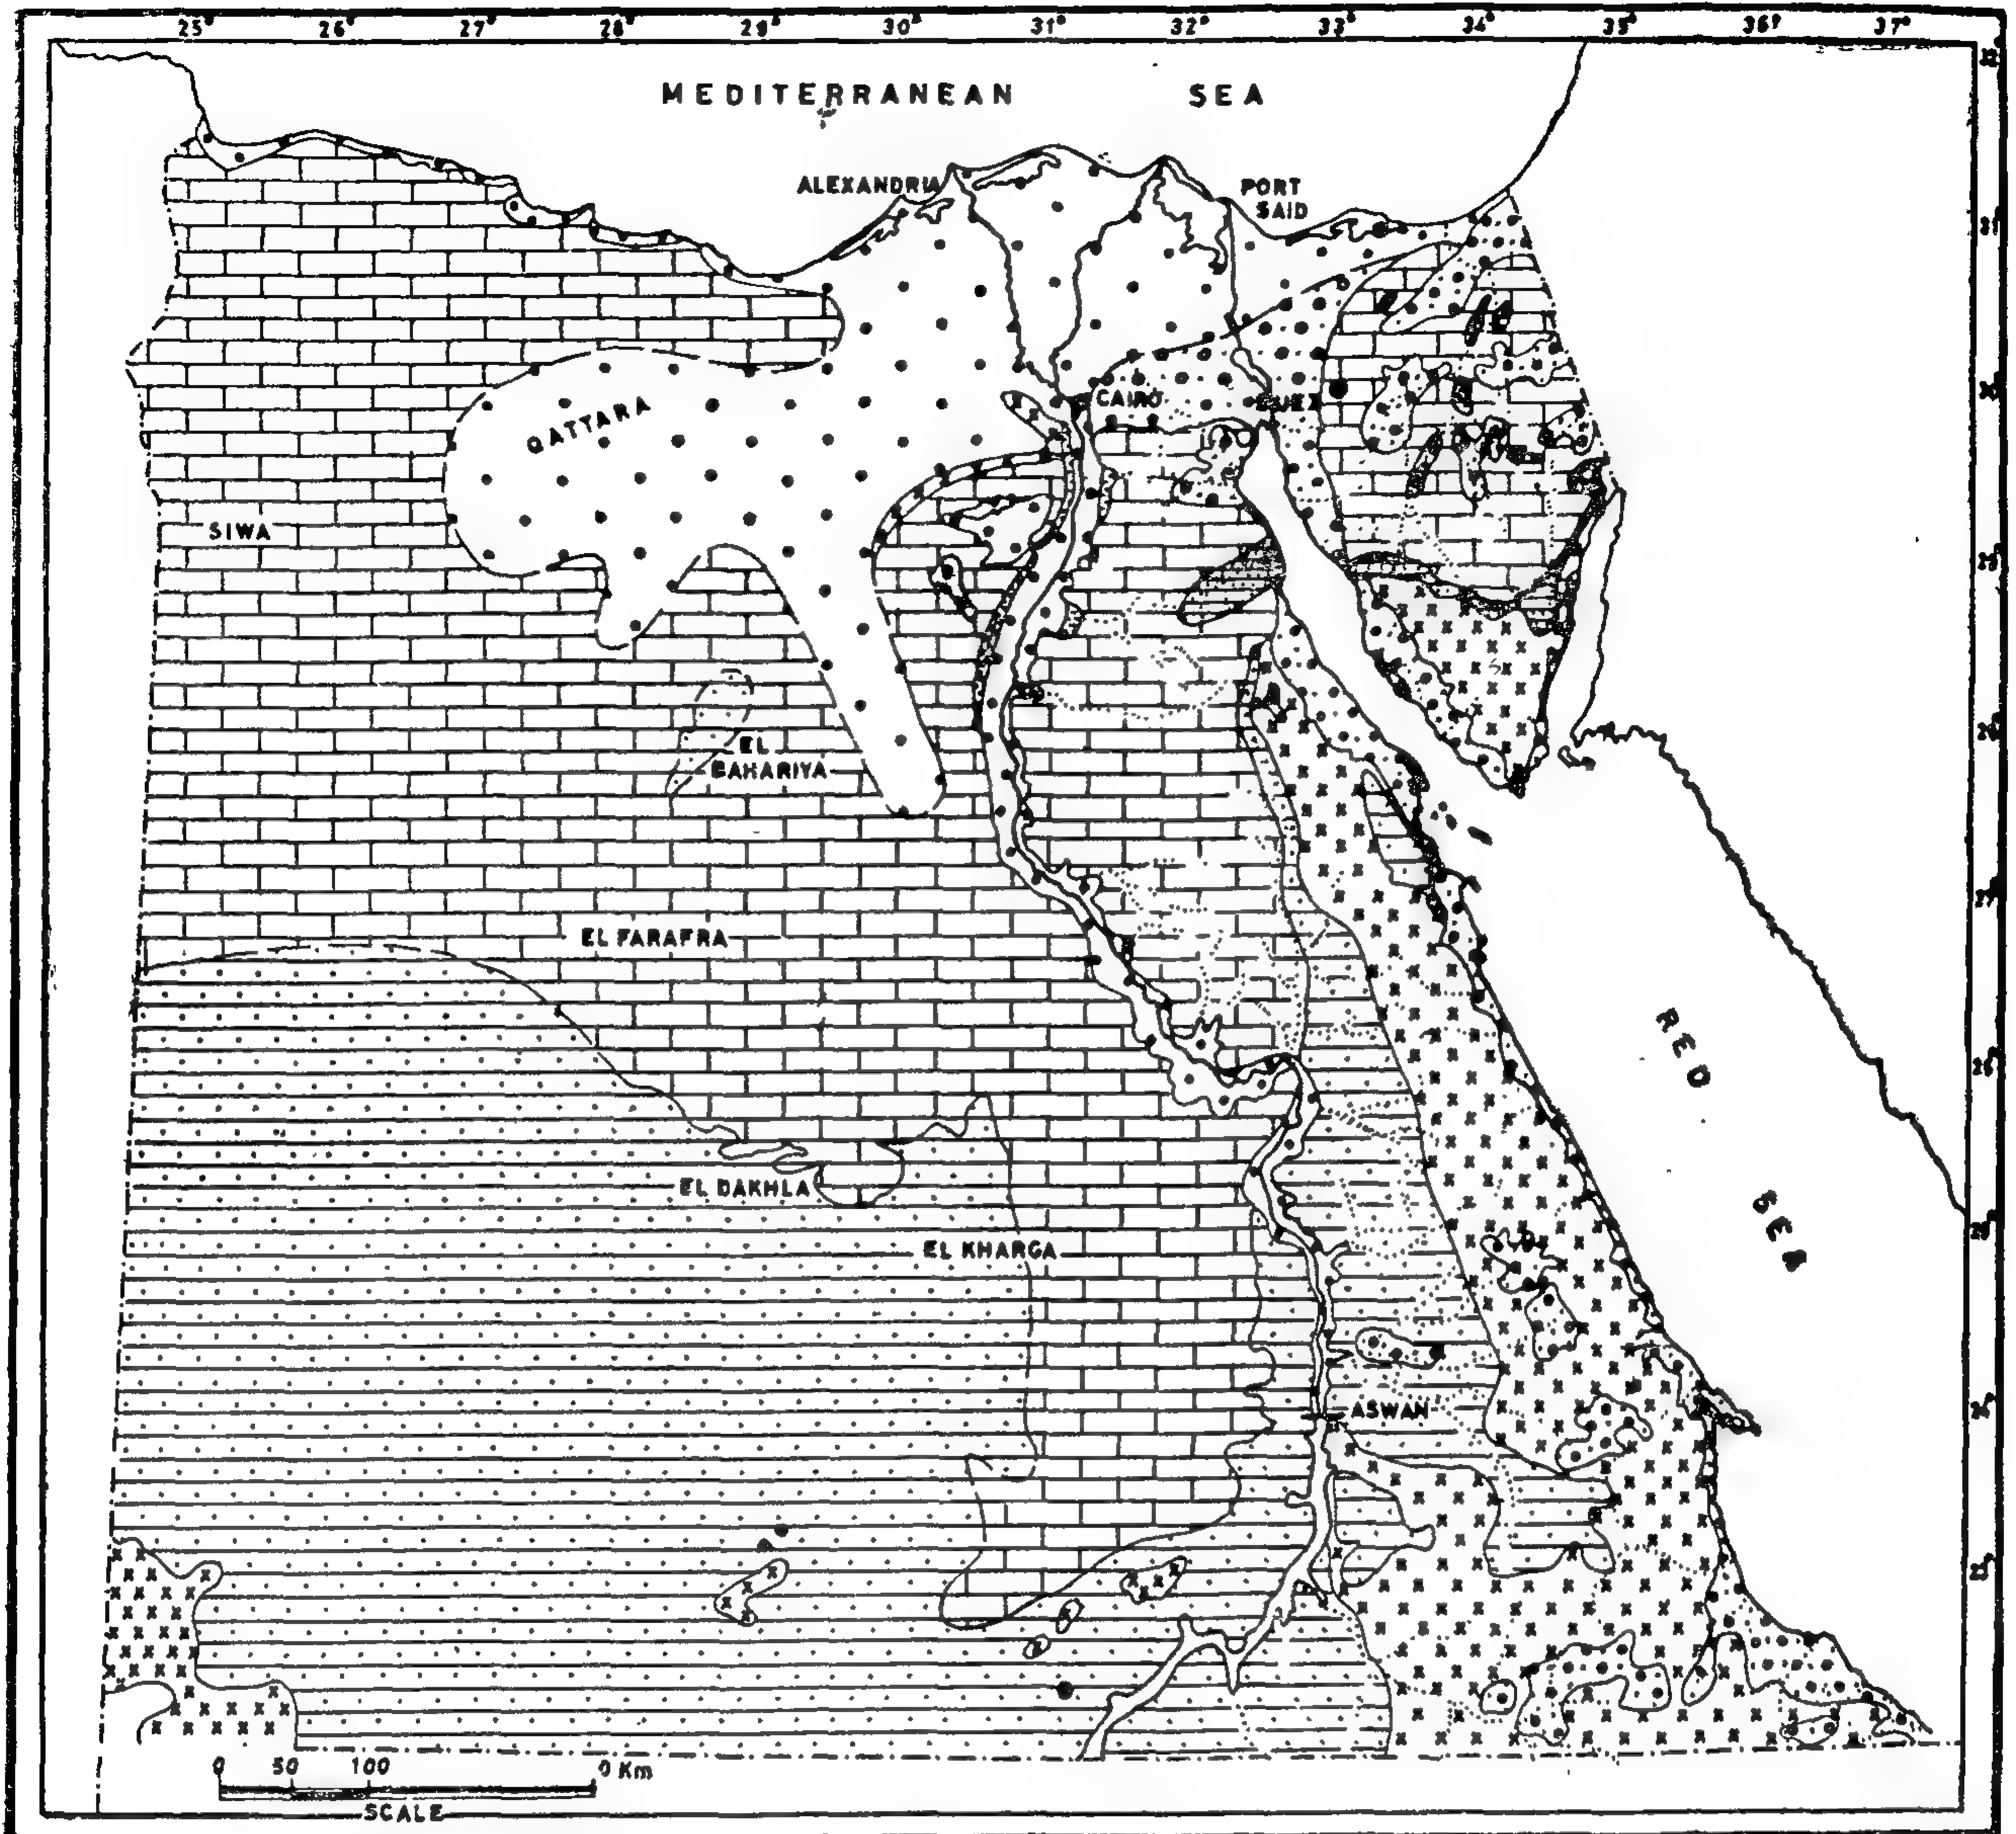 25° 26° 27° 28° 29° 30° 31° 32° 33° 34° 35° 36° 37°
MEDITERRANEAN SEA
ALEXANDRIA
PORT
SAID
CAIRO
QATTARA
SIWA
EL
BAHARIYA
EL FARAFRA
RED SEA
EL DAKHLA
EL KHARGA
ASWAN
0 50 100 0 Km
SCALE